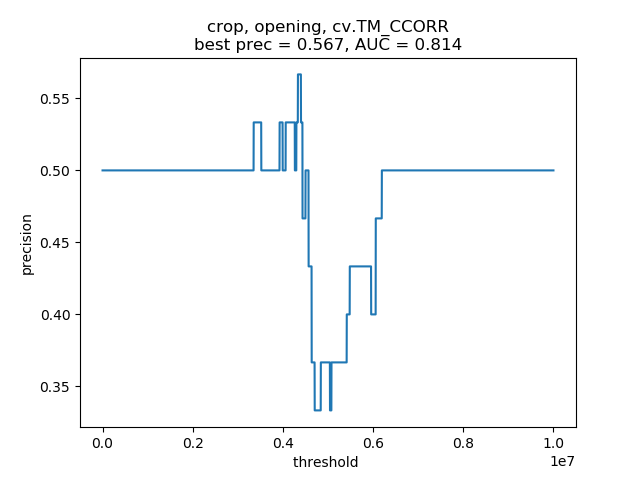 crop, opening, cv.TM_CCORR
best prec = 0.567, AUC = 0.814
precision
0.55
0.50
0.45
0.40
0.35
0.0 0.2 0.4 0.6 0.8 1.0
1e7
threshold